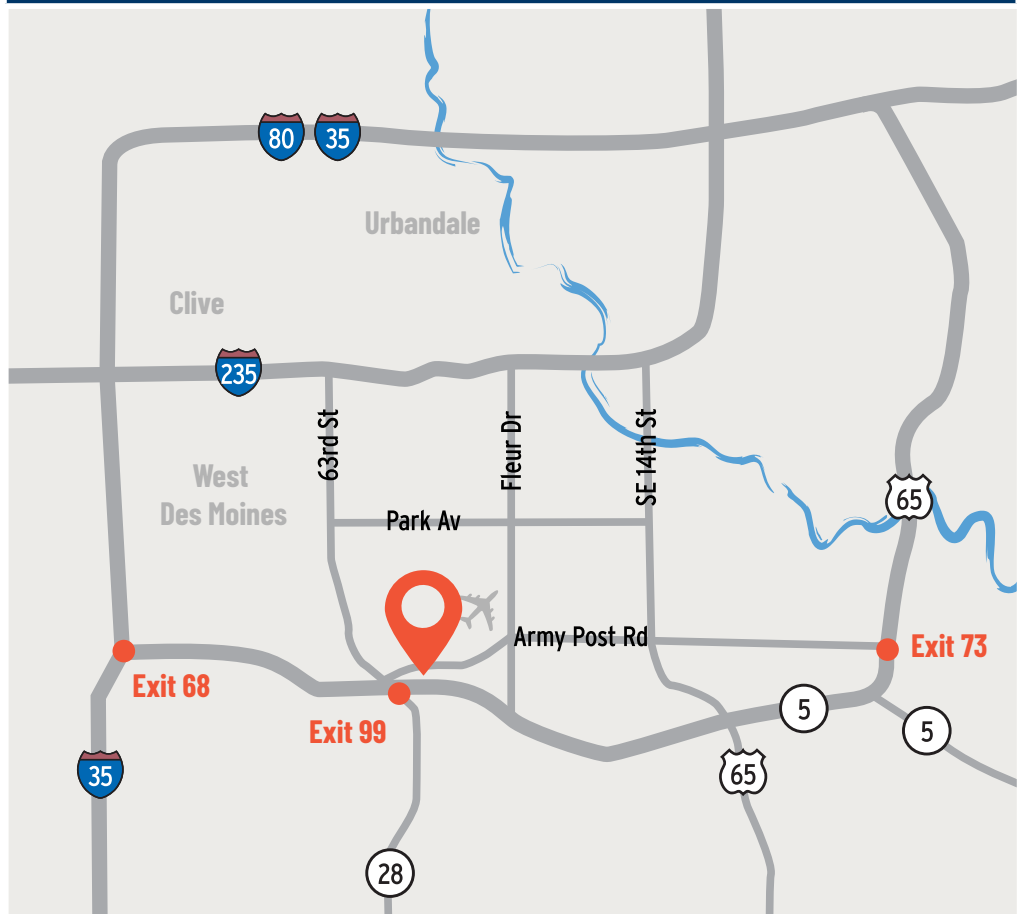 80
35
Urbandale
Clive
235
63rd St
Fleur Dr
SE 14th St
West
Des Moines
65
Park Av
Army Post Rd
Exit 73
Exit 68
5
Exit 99
5
35
65
28